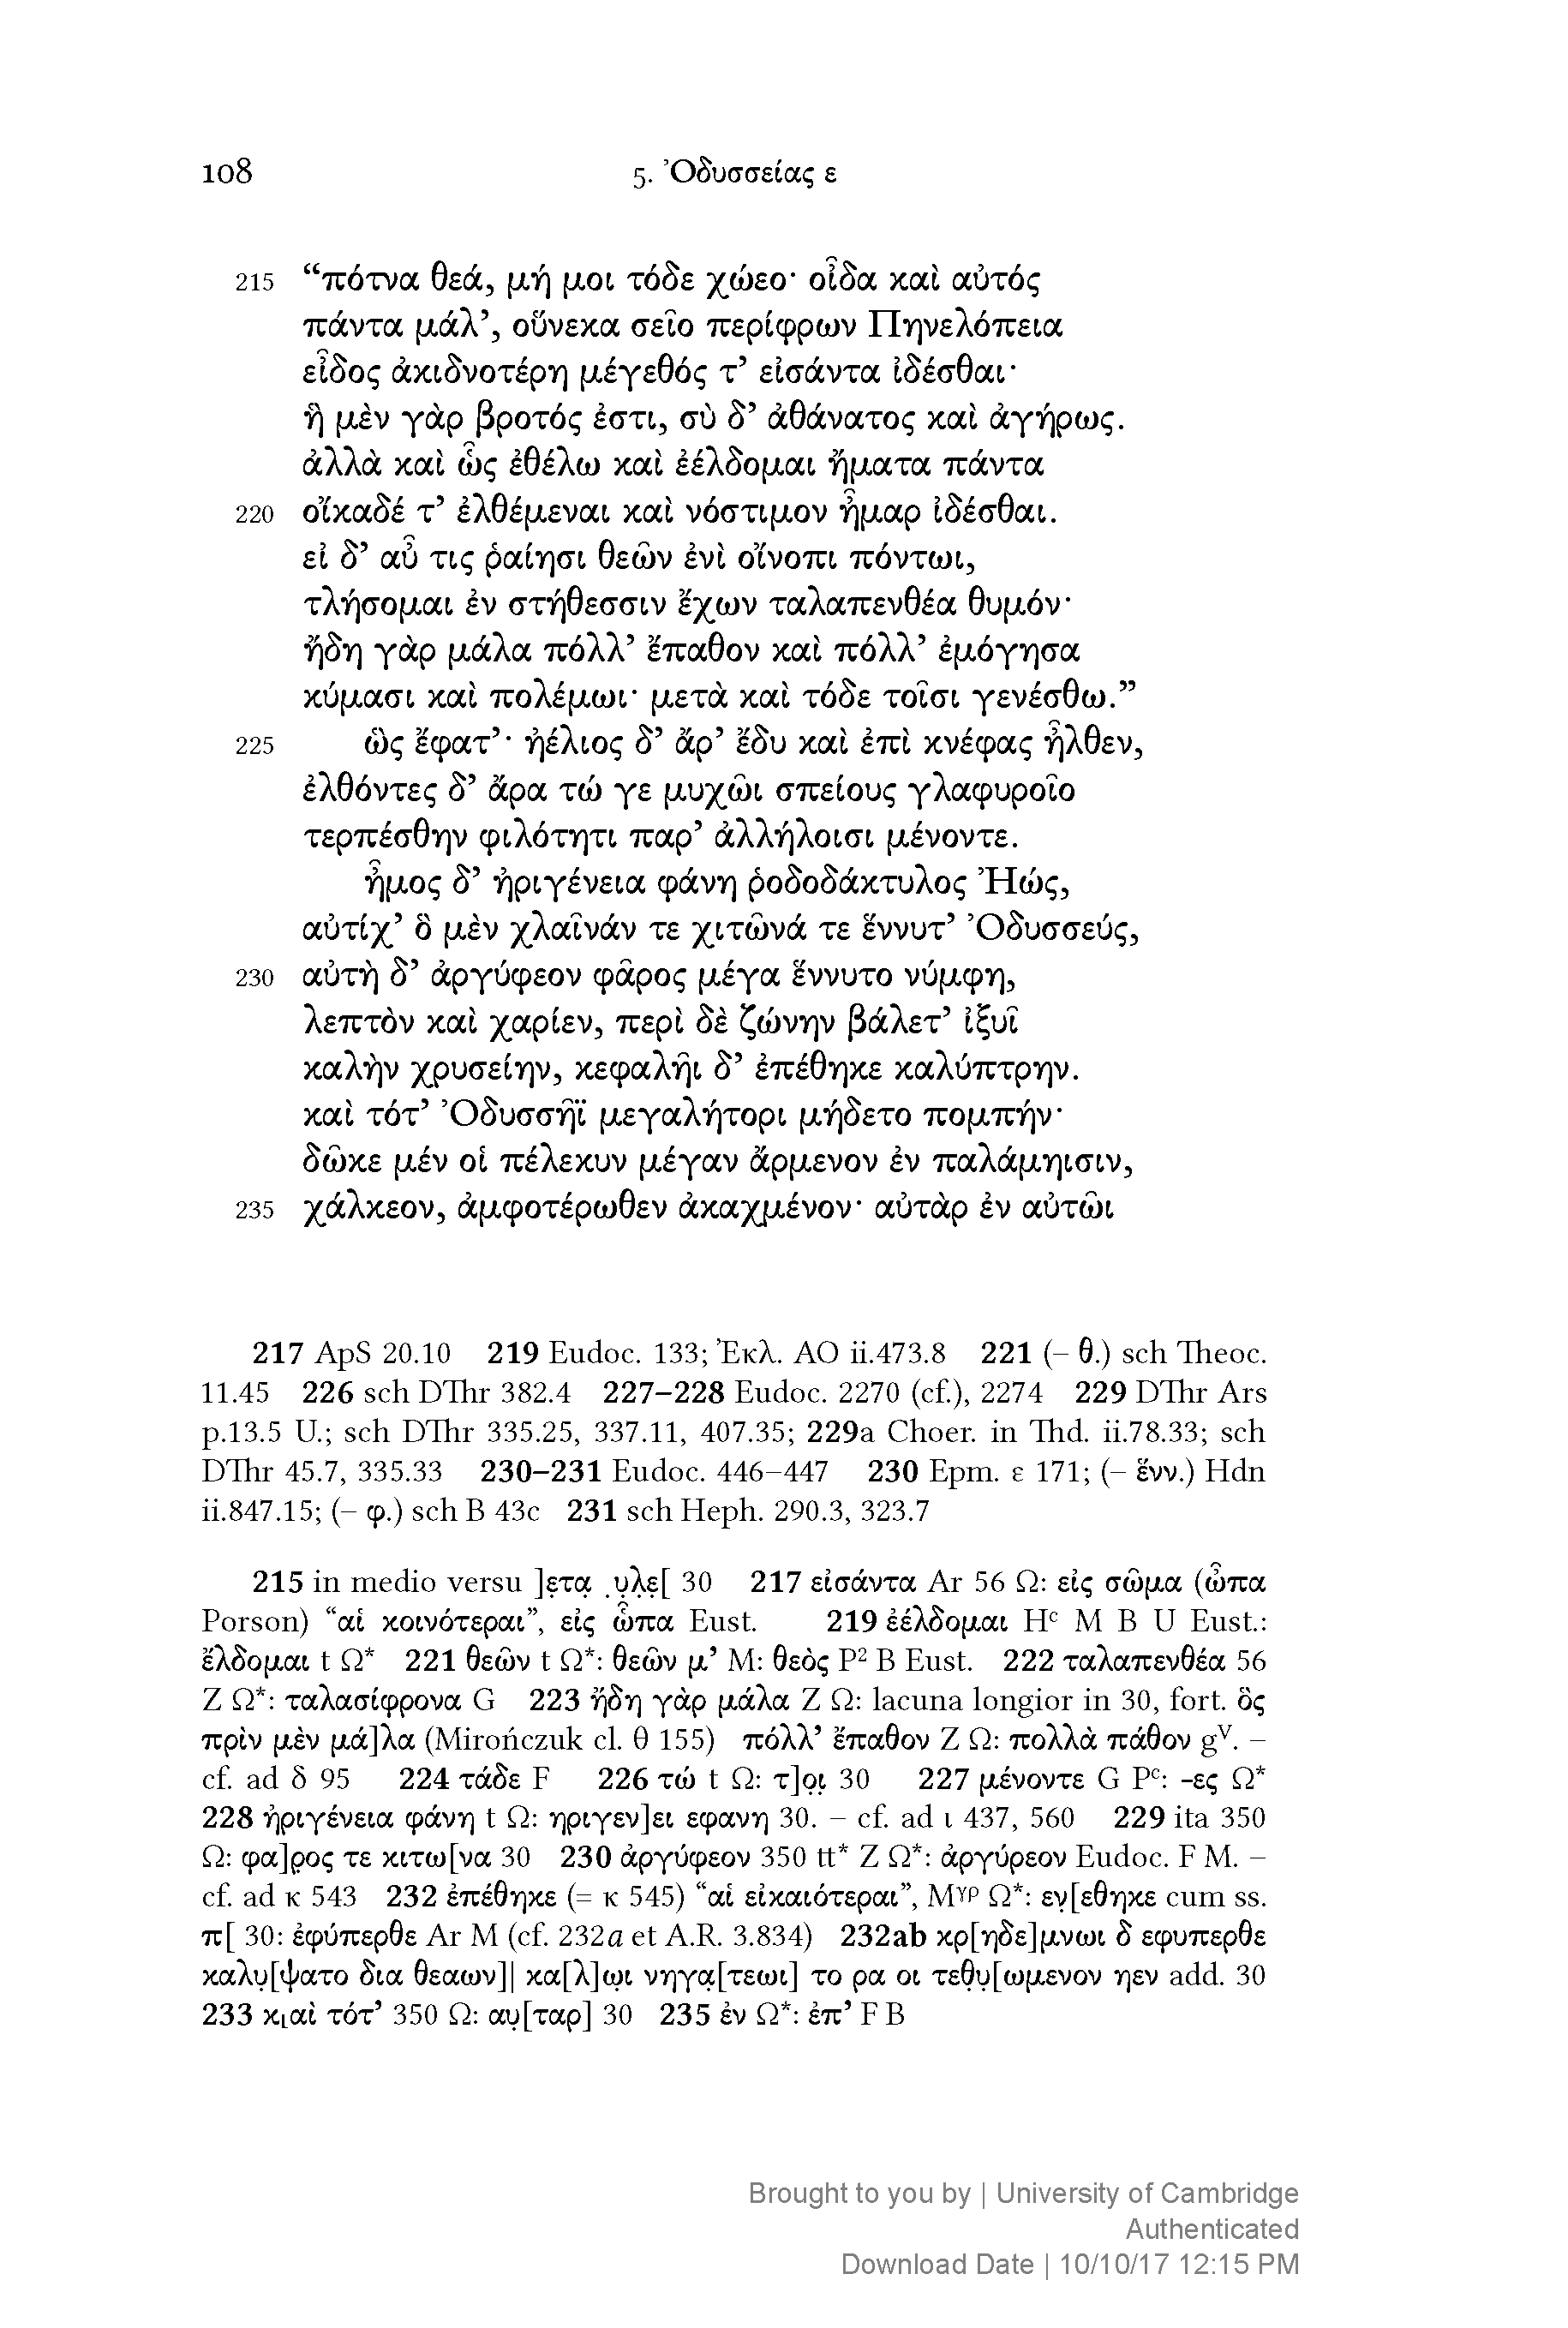 108 5. Ὀδυσσείας ε
215 “πότνα θεά, μή μοι τόδε χώεο· οἶδα καὶ αὐτός
πάντα μάλ’, οὕνεκα σεῖο περίφρων Πηνελόπεια
εἶδος ἀκιδνοτέρη μέγεθός τ’ εἰσάντα ἰδέσθαι·
ἣ μὲν γὰρ βροτός ἐστι, σὺ δ’ ἀθάνατος καὶ ἀγήρως.
ἀλλὰ καὶ ὧς ἐθέλω καὶ ἐέλδομαι ἤματα πάντα
220 οἴκαδέ τ’ ἐλθέμεναι καὶ νόστιμον ἦμαρ ἰδέσθαι.
εἰ δ’ αὖ τις ῥαίησι θεῶν ἐνὶ οἴνοπι πόντωι,
τλήσομαι ἐν στήθεσσιν ἔχων ταλαπενθέα θυμόν·
ἤδη γὰρ μάλα πόλλ’ ἔπαθον καὶ πόλλ’ ἐμόγησα
κύμασι καὶ πολέμωι· μετὰ καὶ τόδε τοῖσι γενέσθω.”
225 ὣς ἔφατ’· ἠέλιος δ’ ἄρ’ ἔδυ καὶ ἐπὶ κνέφας ἦλθεν,
ἐλθόντες δ’ ἄρα τώ γε μυχῶι σπείους γλαφυροῖο
τερπέσθην φιλότητι παρ’ ἀλλήλοισι μένοντε.
ἦμος δ’ ἠριγένεια φάνη ῥοδοδάκτυλος Ἠώς,
αὐτίχ’ ὃ μὲν χλαῖνάν τε χιτῶνά τε ἕννυτ’ Ὀδυσσεύς,
230 αὐτὴ δ’ ἀργύφεον φᾶρος μέγα ἕννυτο νύμφη,
λεπτὸν καὶ χαρίεν, περὶ δὲ ζώνην βάλετ’ ἰξυῖ
καλὴν χρυσείην, κεφαλῆι δ’ ἐπέθηκε καλύπτρην.
καὶ τότ’ Ὀδυσσῆϊ μεγαλήτορι μήδετο πομπήν·
δῶκε μέν οἱ πέλεκυν μέγαν ἄρμενον ἐν παλάμηισιν,
235 χάλκεον, ἀμφοτέρωθεν ἀκαχμένον· αὐτὰρ ἐν αὐτῶι
217 ApS 20.10 219 Eudoc. 133; Ἐκλ. AO ii.473.8 221 (– θ.) sch Theoc.
11.45 226 sch DThr 382.4 227–228 Eudoc. 2270 (cf.), 2274 229 DThr Ars
p.13.5 U.; sch DThr 335.25, 337.11, 407.35; 229a Choer. in Thd. ii.78.33; sch
DThr 45.7, 335.33 230–231 Eudoc. 446–447 230 Epm. ε 171; (– ἕνν.) Hdn
ii.847.15; (– φ.) sch B 43c 231 sch Heph. 290.3, 323.7
215 in medio versu ]ε̣τα̣ ̣υ̣λ̣ε̣[ 30 217 εἰσάντα Ar 56 Ω: εἰς σῶμα (ὦπα
Porson) “αἱ κοινότεραι”, εἰς ὦπα Eust. 219 ἐέλδομαι Hᶜ M B U Eust.:
ἔλδομαι t Ω* 221 θεῶν t Ω*: θεῶν μ’ M: θεὸς P² B Eust. 222 ταλαπενθέα 56
Z Ω*: ταλασίφρονα G 223 ἤδη γὰρ μάλα Z Ω: lacuna longior in 30, fort. ὃς
πρὶν μὲν μά]λα (Mirończuk cl. θ 155) πόλλ’ ἔπαθον Z Ω: πολλὰ πάθον gᵛ. –
cf. ad δ 95 224 τάδε F 226 τώ t Ω: τ]ο̣ι̣ 30 227 μένοντε G Pᶜ: -ες Ω*
228 ἠριγένεια φάνη t Ω: ηριγεν]ει εφανη 30. – cf. ad ι 437, 560 229 ita 350
Ω: φα]ρ̣ος τε κιτω[να 30 230 ἀργύφεον 350 tt* Z Ω*: ἀργύρεον Eudoc. F M. –
cf. ad κ 543 232 ἐπέθηκε (= κ 545) “αἱ εἰκαιότεραι”, Mᵞᵖ Ω*: εν̣[εθηκε cum ss.
π[ 30: ἐφύπερθε Ar M (cf. 232a et A.R. 3.834) 232ab κρ[ηδε]μνωι δ εφυπερθε
καλυ̣[ψατο δια θεαων]| κα[λ]ω̣ι νηγα̣[τεωι] το ρα οι τεθυ̣[ωμενον ηεν add. 30
233 κ⌊αὶ τότ’ 350 Ω: αυ̣[ταρ] 30 235 ἐν Ω*: ἐπ’ F B
Brought to you by | University of Cambridge
Authenticated
Download Date | 10/10/17 12:15 PM